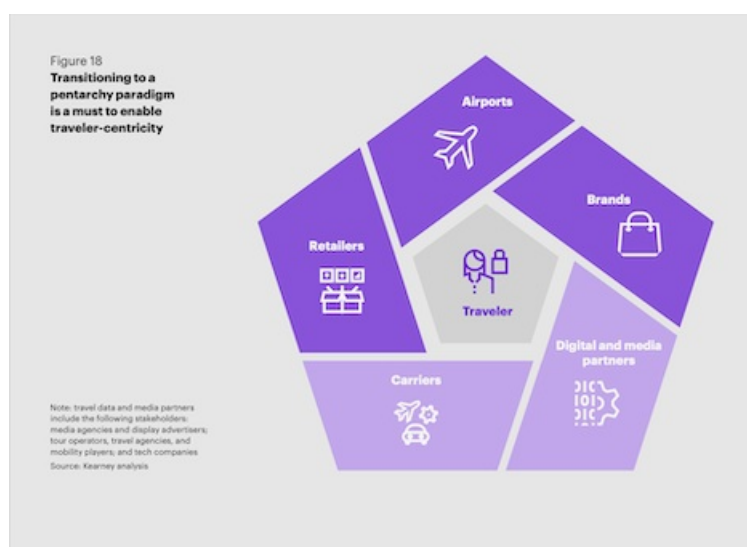 Figure 18
Transitioning to a
pentarchy paradigm
is a must to enable
traveler-centricity
Airports
Brands
Retailers
Traveler
Digital and media
partners
Carriers
Note: travel data and media partners
include the following stakeholders:
media agencies and display advertisers;
tour operators, travel agencies, and
mobility players; and tech companies
Source: Kearney analysis